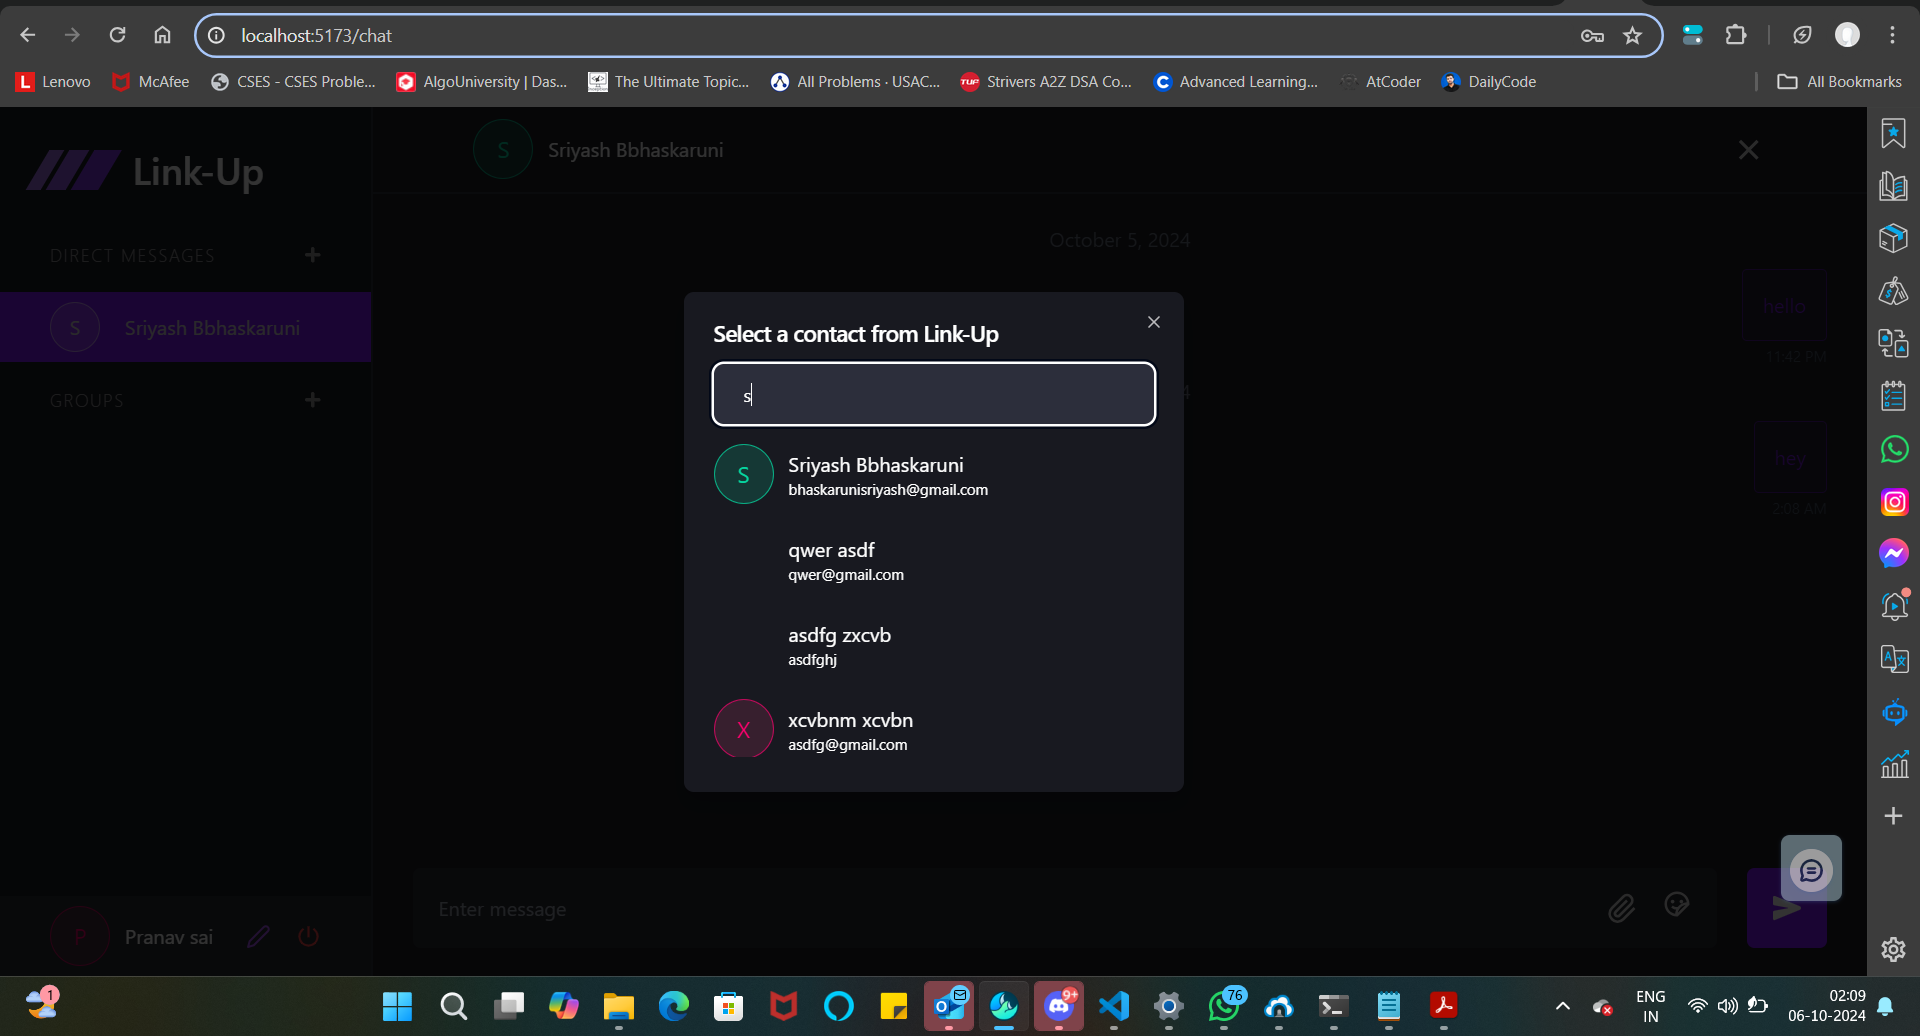 localhost:5173/chat
Lenovo
McAfee
CSES - CSES Proble...
AlgoUniversity | Das...
The Ultimate Topic...
All Problems · USAC...
Strivers A2Z DSA Co...
Advanced Learning...
AtCoder
DailyCode
All Bookmarks
Link-Up
S
Sriyash Bbhaskaruni
DIRECT MESSAGES
S
Sriyash Bbhaskaruni
GROUPS
October 5, 2024
hello
11:42 PM
hey
2:08 AM
Select a contact from Link-Up
s
S
Sriyash Bbhaskaruni
bhaskarunisriyash@gmail.com
qwer asdf
qwer@gmail.com
asdfg zxcvb
asdfghj
X
xcvbnm xcvbn
asdfg@gmail.com
Enter message
P
Pranav sai
1
9+
76
ENG
IN
02:09
06-10-2024